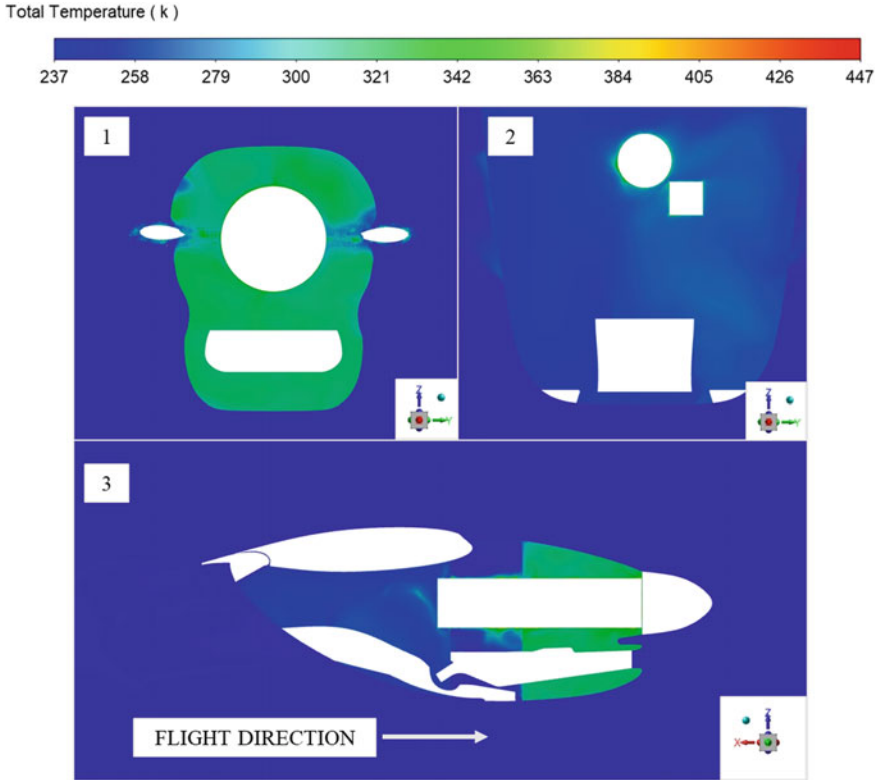 Total Temperature ( k )
237 258 279 300 321 342 363 384 405 426 447
1
2
Z
Y
Z
Y
3
FLIGHT DIRECTION
Z
X